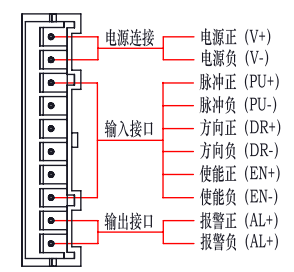 电源连接
电源正 (V+)
电源负 (V-)
输入接口
脉冲正 (PU+)
脉冲负 (PU-)
方向正 (DR+)
方向负 (DR-)
使能正 (EN+)
使能负 (EN-)
输出接口
报警正 (AL+)
报警负 (AL+)